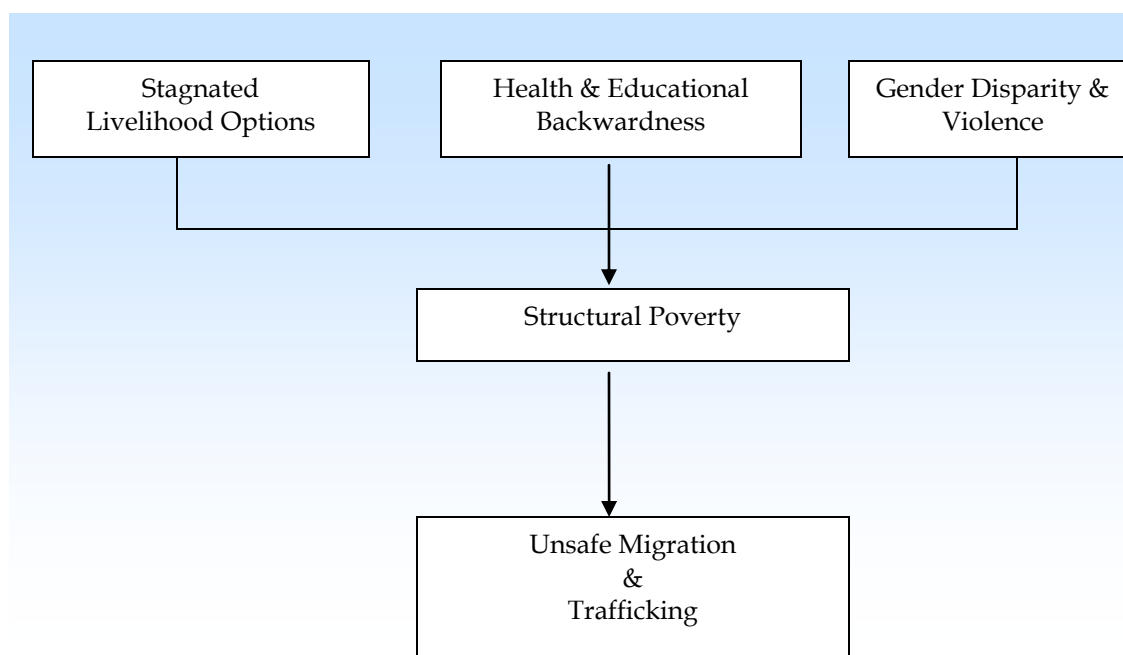 Stagnated
Livelihood Options
Health & Educational
Backwardness
Gender Disparity &
Violence
Structural Poverty
Unsafe Migration
&
Trafficking